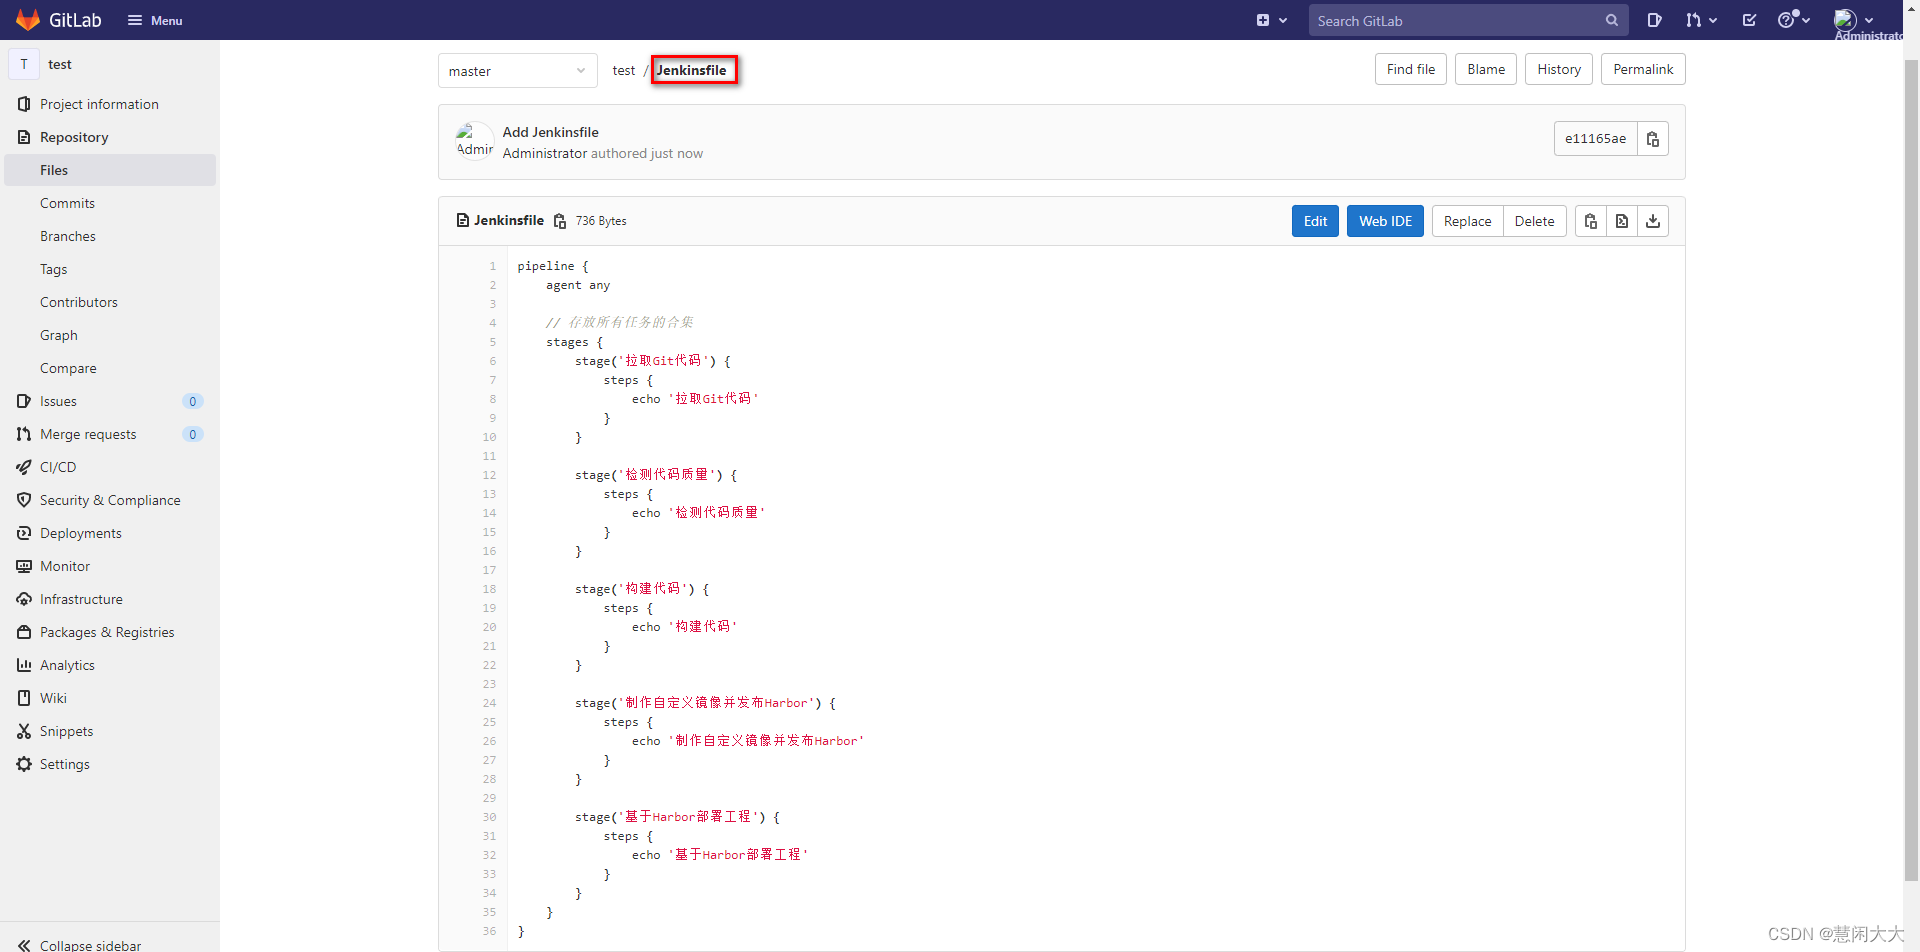 GitLab
Menu
Search GitLab
Administrato
T
test
Project information
Repository
Files
Commits
Branches
Tags
Contributors
Graph
Compare
Issues
0
Merge requests
0
CI/CD
Security & Compliance
Deployments
Monitor
Infrastructure
Packages & Registries
Analytics
Wiki
Snippets
Settings
Collapse sidebar
master
test / Jenkinsfile
Find file
Blame
History
Permalink
Admir
Add Jenkinsfile
Administrator authored just now
e11165ae
Jenkinsfile
736 Bytes
Edit
Web IDE
Replace
Delete
1 pipeline {
2 agent any
3
4 // 存放所有任务的合集
5 stages {
6 stage('拉取Git代码') {
7 steps {
8 echo '拉取Git代码'
9 }
10 }
11
12 stage('检测代码质量') {
13 steps {
14 echo '检测代码质量'
15 }
16 }
17
18 stage('构建代码') {
19 steps {
20 echo '构建代码'
21 }
22 }
23
24 stage('制作自定义镜像并发布Harbor') {
25 steps {
26 echo '制作自定义镜像并发布Harbor'
27 }
28 }
29
30 stage('基于Harbor部署工程') {
31 steps {
32 echo '基于Harbor部署工程'
33 }
34 }
35 }
36 }
CSDN @慧闲大大